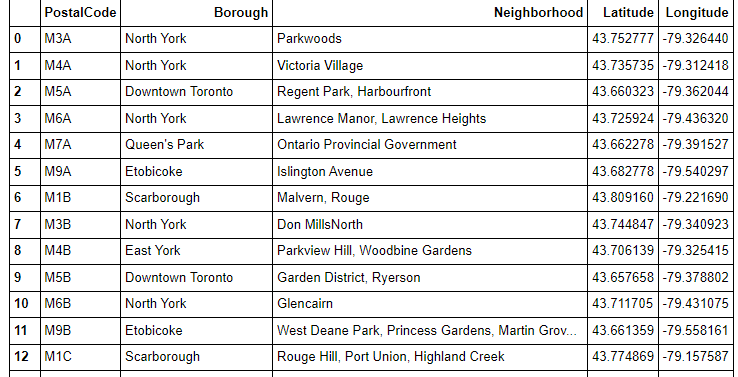 PostalCode Borough Neighborhood Latitude Longitude
0 M3A North York Parkwoods 43.752777 -79.326440
1 M4A North York Victoria Village 43.735735 -79.312418
2 M5A Downtown Toronto Regent Park, Harbourfront 43.660323 -79.362044
3 M6A North York Lawrence Manor, Lawrence Heights 43.725924 -79.436320
4 M7A Queen's Park Ontario Provincial Government 43.662278 -79.391527
5 M9A Etobicoke Islington Avenue 43.682778 -79.540297
6 M1B Scarborough Malvern, Rouge 43.809160 -79.221690
7 M3B North York Don MillsNorth 43.744847 -79.340923
8 M4B East York Parkview Hill, Woodbine Gardens 43.706139 -79.325415
9 M5B Downtown Toronto Garden District, Ryerson 43.657658 -79.378802
10 M6B North York Glencairn 43.711705 -79.431075
11 M9B Etobicoke West Deane Park, Princess Gardens, Martin Grov... 43.661359 -79.558161
12 M1C Scarborough Rouge Hill, Port Union, Highland Creek 43.774869 -79.157587